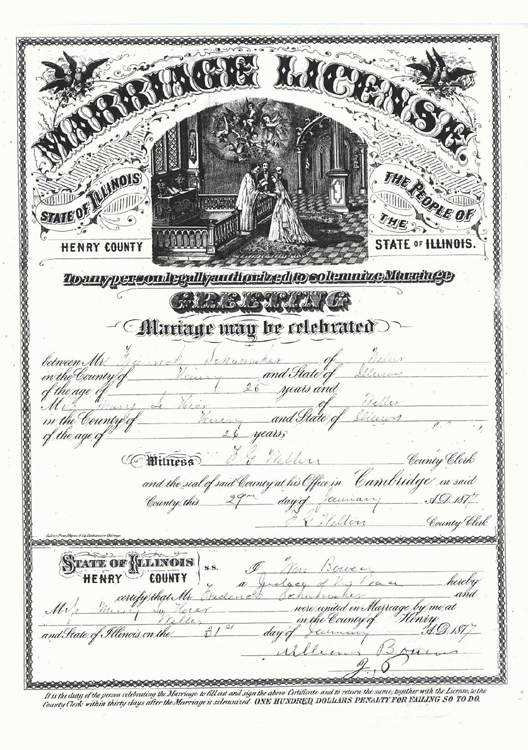 MARRIAGE LICENSE.
STATE OF ILLINOIS
HENRY COUNTY
THE PEOPLE OF
THE
STATE OF ILLINOIS.
To any person legally authorized to solemnize Marriage
GREETING
Mariage may be celebrated
between Mr. Schumaker of Weller
in the County of Henry and State of Illinois
of the age of 25 years and
Miss Mary of Weller
in the County of Henry and State of Illinois
of the age of 26 years;
Witness Welton County Clerk
and the seal of said County at his Office in Cambridge in said
County, this 29th day of January A.D. 1877
Welton County Clerk
STATE OF ILLINOIS
HENRY COUNTY
S.S. I, Wm Bowen
a Justice of the Peace hereby
certify that Mr. Frederick Schumaker and
Miss Mary were united in Marriage by me at
Weller in the County of Henry
and State of Illinois on the 31st day of January A.D. 1877
William Bowen
J.P.
It is the duty of the person celebrating the Marriage to fill out and sign the above Certificate and to return the same, together with the License, to the
County Clerk within thirty days after the Marriage is solemnized ONE HUNDRED DOLLARS PENALTY FOR FAILING SO TO DO.